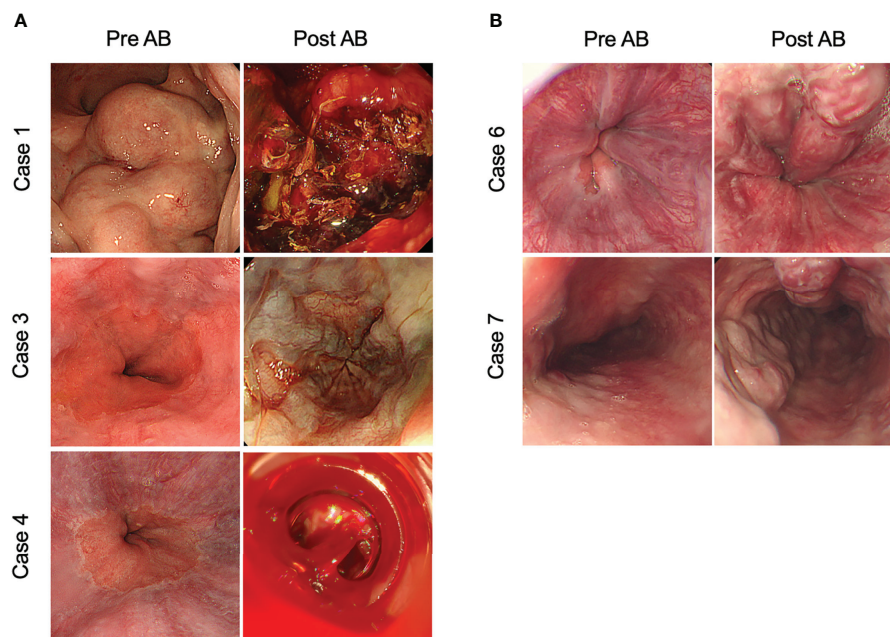 A
Pre AB Post AB
Case 1
Case 3
Case 4
B
Pre AB Post AB
Case 6
Case 7